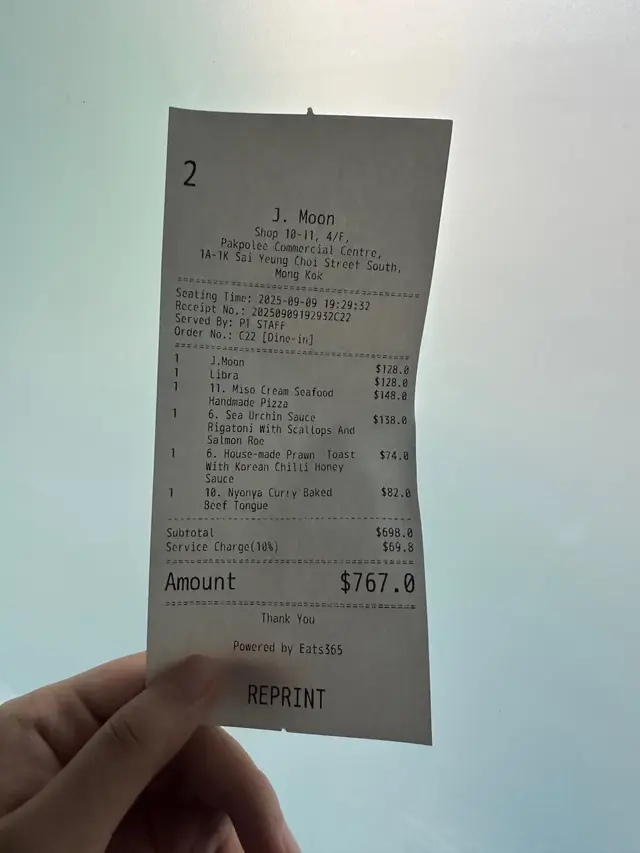 2
J. Moon
Shop 10-11, 4/F,
Pakpolee Commercial Centre,
1A-1K Sai Yeung Choi Street South,
Mong Kok
Seating Time: 2025-09-09 19:29:32
Receipt No.: 20250909192932C22
Served By: PT STAFF
Order No.: C22 [Dine-in]
1 J.Moon $128.0
1 Libra $128.0
1 11. Miso Cream Seafood $148.0
Handmade Pizza
1 6. Sea Urchin Sauce $138.0
Rigatoni With Scallops And
Salmon Roe
1 6. House-made Prawn Toast $74.0
With Korean Chilli Honey
Sauce
1 10. Nyonya Curry Baked $82.0
Beef Tongue
Subtotal $698.0
Service Charge(10%) $69.8
Amount $767.0
Thank You
Powered by Eats365
REPRINT